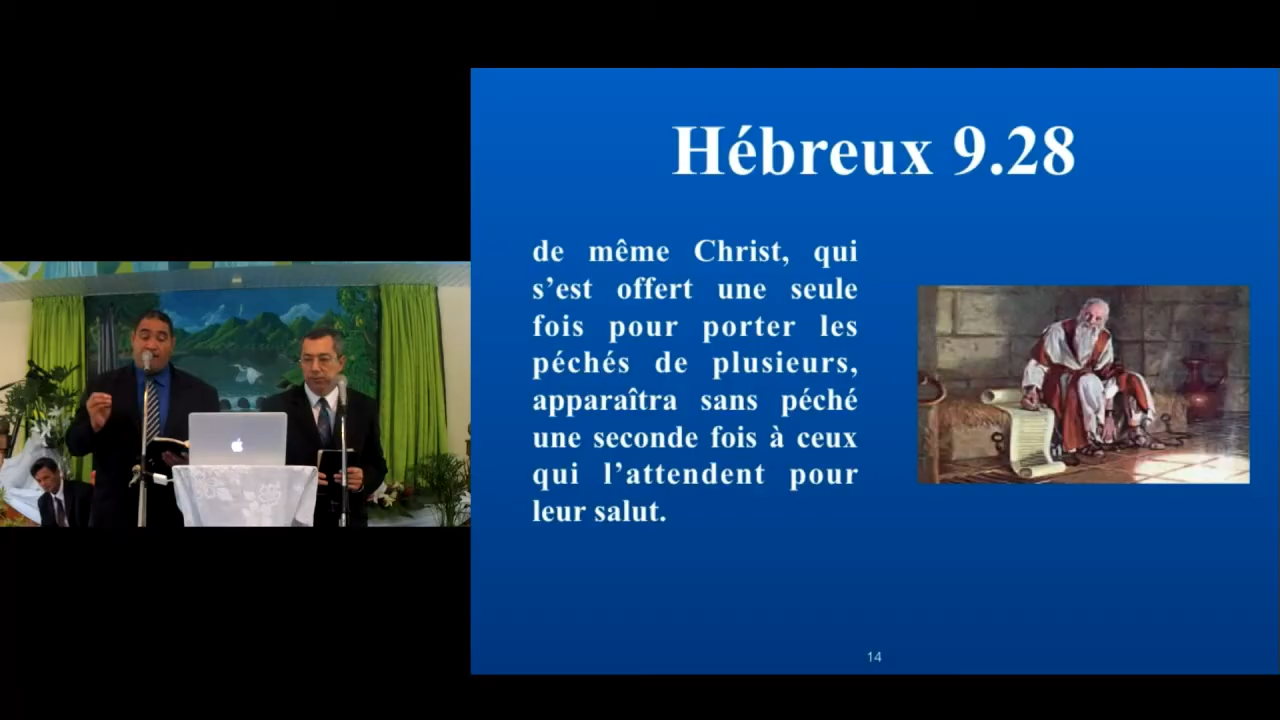 Hébreux 9.28
de même Christ, qui
s’est offert une seule
fois pour porter les
péchés de plusieurs,
apparaîtra sans péché
une seconde fois à ceux
qui l’attendent pour
leur salut.
14